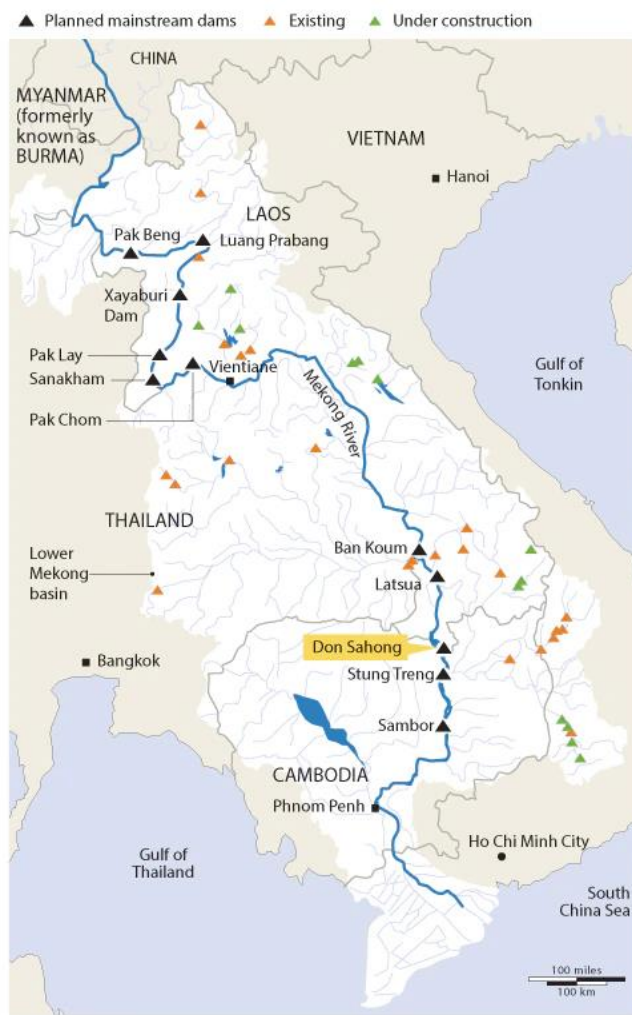 Planned mainstream dams
Existing
Under construction
CHINA
MYANMAR
(formerly
known as
BURMA)
VIETNAM
Hanoi
LAOS
Pak Beng
Luang Prabang
Xayaburi
Dam
Pak Lay
Vientiane
Sanakham
Gulf of
Tonkin
Pak Chom
Mekong River
THAILAND
Ban Koum
Lower
Mekong
basin
Latsua
Don Sahong
Bangkok
Stung Treng
Sambor
CAMBODIA
Phnom Penh
Ho Chi Minh City
Gulf of
Thailand
South
China Sea
100 miles
100 km